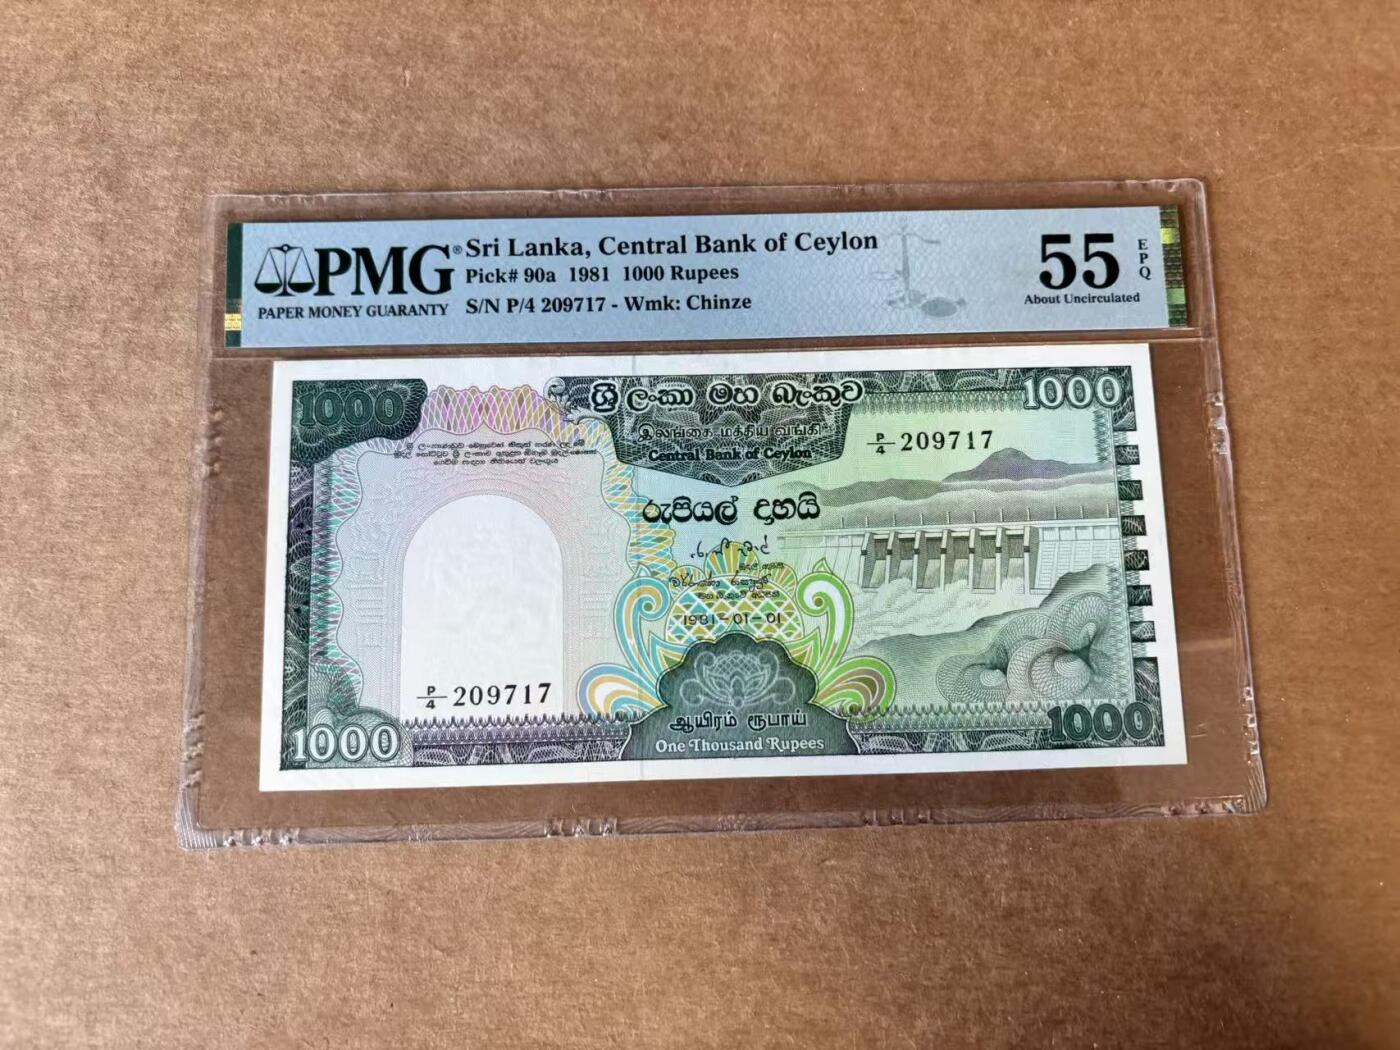 PMG®
PAPER MONEY GUARANTY
Sri Lanka, Central Bank of Ceylon
Pick# 90a 1981 1000 Rupees
S/N P/4 209717 - Wmk: Chinze
55
EPQ
About Uncirculated
1000
ශ්‍රී ලංකා මහ බැංකුව
1000
இலங்கை மத்திய வங்கி
Central Bank of Ceylon
P/4 209717
රුපියල් දාහයි
1981-01-01
P/4 209717
ஆயிரம் ரூபாய்
One Thousand Rupees
1000
1000